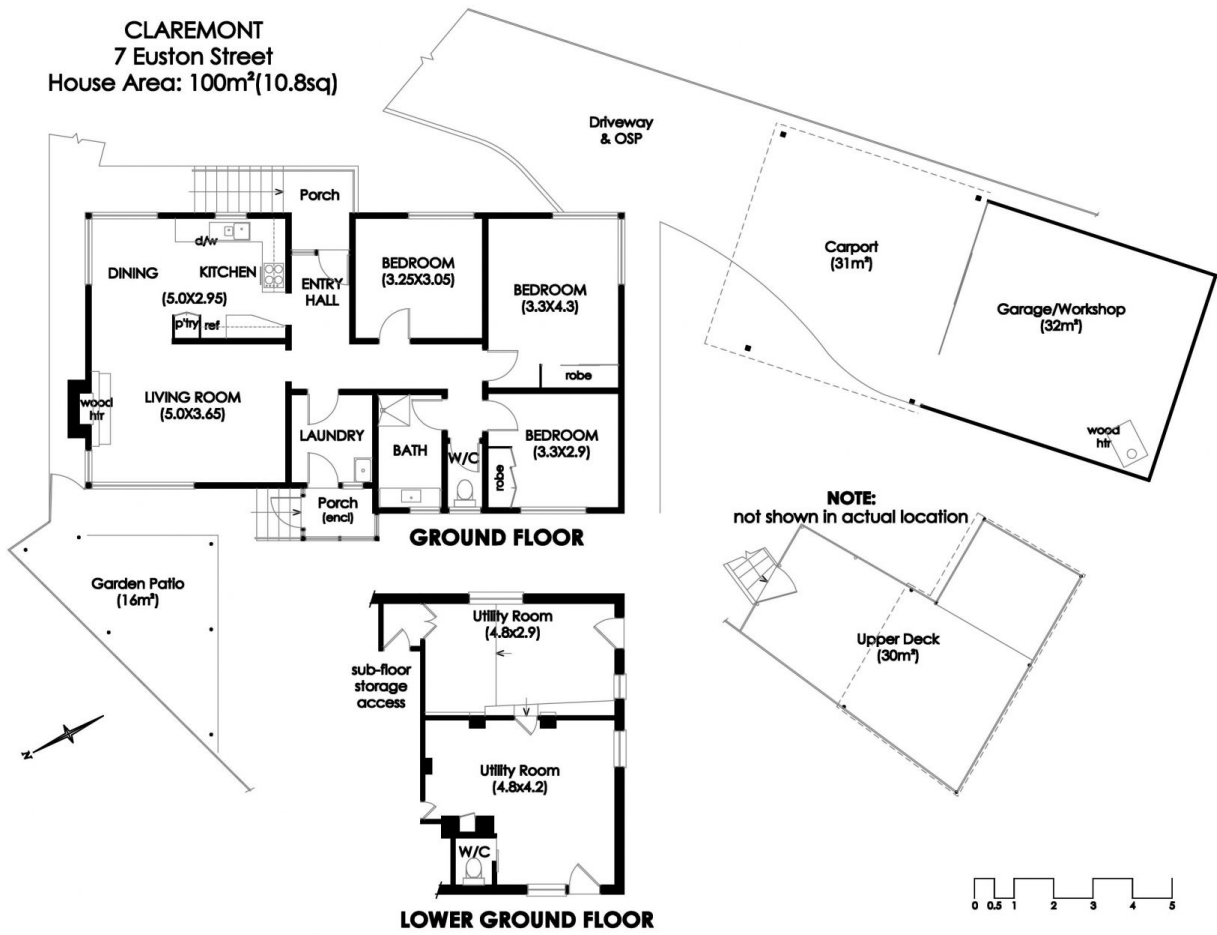 CLAREMONT
7 Euston Street
House Area: 100m²(10.8sq)
Driveway
& OSP
Porch
Carport
(31m²)
Garage/Workshop
(32m²)
wood
htr
d/w
DINING
KITCHEN
(5.0X2.95)
p'try
ref
ENTRY
HALL
BEDROOM
(3.25X3.05)
BEDROOM
(3.3X4.3)
robe
LIVING ROOM
(5.0X3.65)
wood
htr
LAUNDRY
BATH
W/C
BEDROOM
(3.3X2.9)
robe
Porch
(encl)
GROUND FLOOR
NOTE:
not shown in actual location
Garden Patio
(16m²)
Upper Deck
(30m²)
Utility Room
(4.8x2.9)
sub-floor
storage
access
Utility Room
(4.8x4.2)
W/C
LOWER GROUND FLOOR
N
0 0.5 1 2 3 4 5